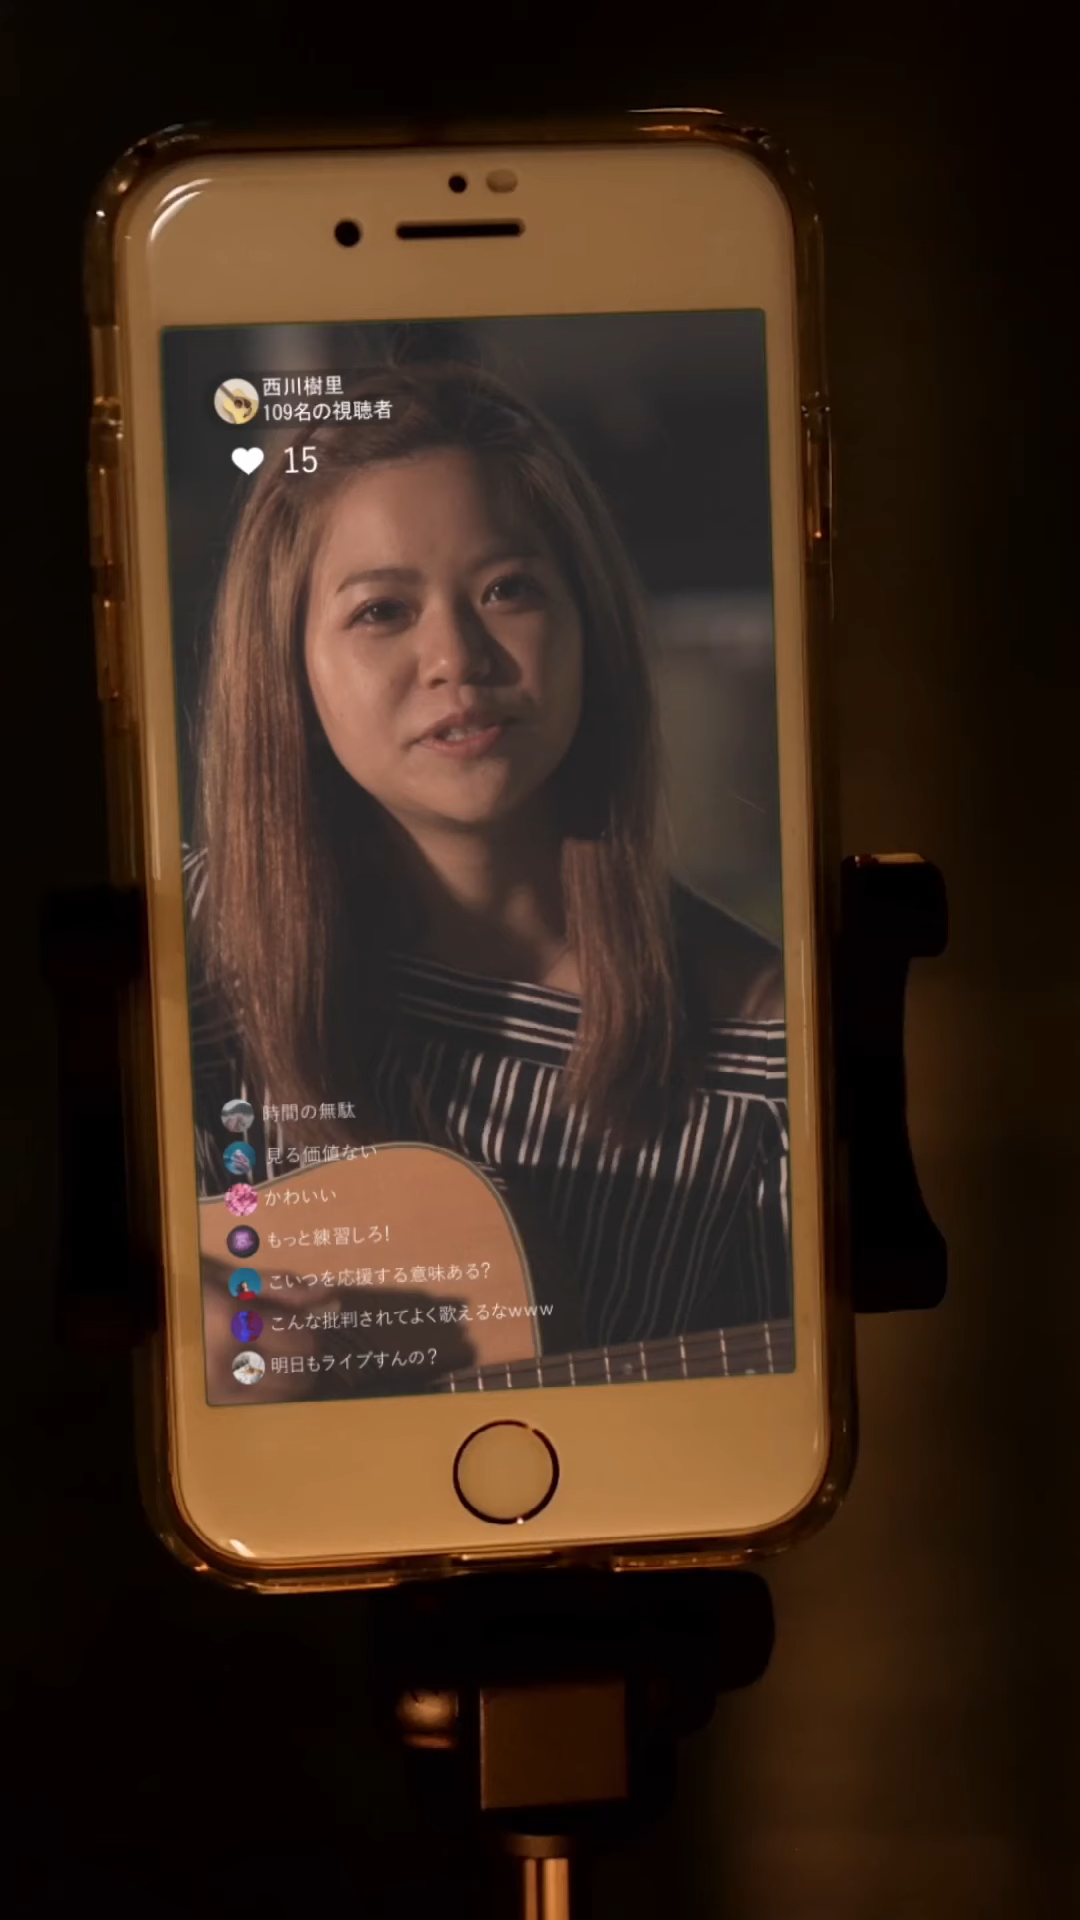 西川樹里
109名の視聴者
15
時間の無駄
見る価値ない
かわいい
もっと練習しろ!
こいつを応援する意味ある?
こんな批判されてよく歌えるなwww
明日もライブすんの?